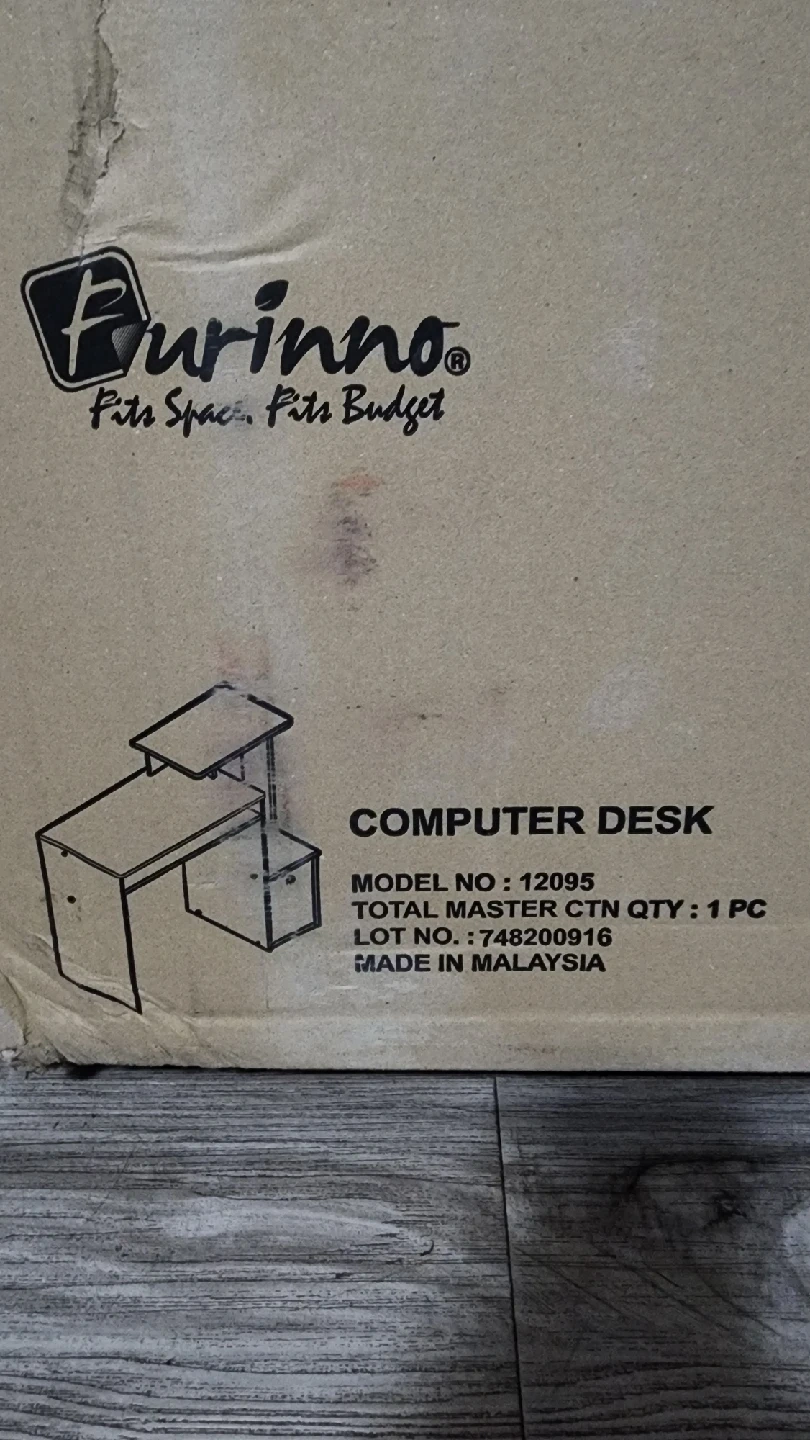 Furinno®
Fits Space, Fits Budget
COMPUTER DESK
MODEL NO : 12095
TOTAL MASTER CTN QTY : 1 PC
LOT NO. : 748200916
MADE IN MALAYSIA